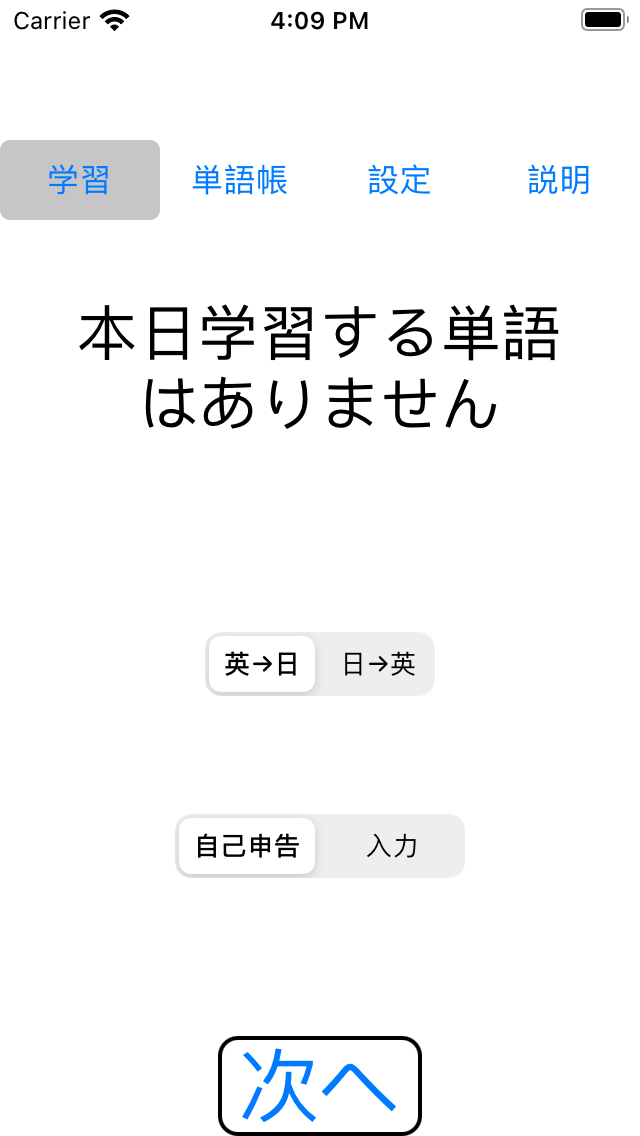 Carrier 4:09 PM
学習 単語帳 設定 説明
本日学習する単語
はありません
英→日 日→英
自己申告 入力
次へ